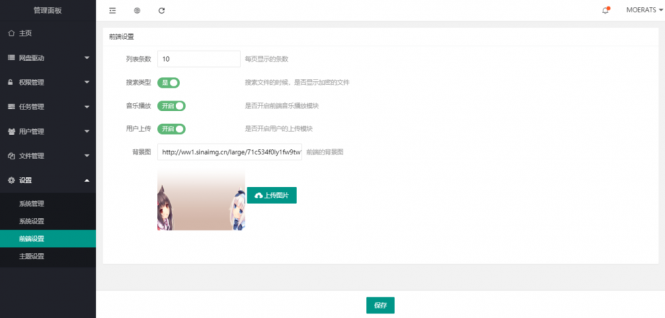 管理面板
MOERATS
主页
网盘驱动
权限管理
任务管理
用户管理
文件管理
设置
系统管理
系统设置
前端设置
主题设置
前端设置
列表条数 10 每页显示的条数
搜索类型 是 搜索文件的时候，是否显示加密的文件
音乐播放 开启 是否开启前端音乐播放模块
用户上传 开启 是否开启用户的上传模块
背景图 http://ww1.sinaimg.cn/large/71c534f0ly1fw9tw 前端的背景图
上传图片
保存